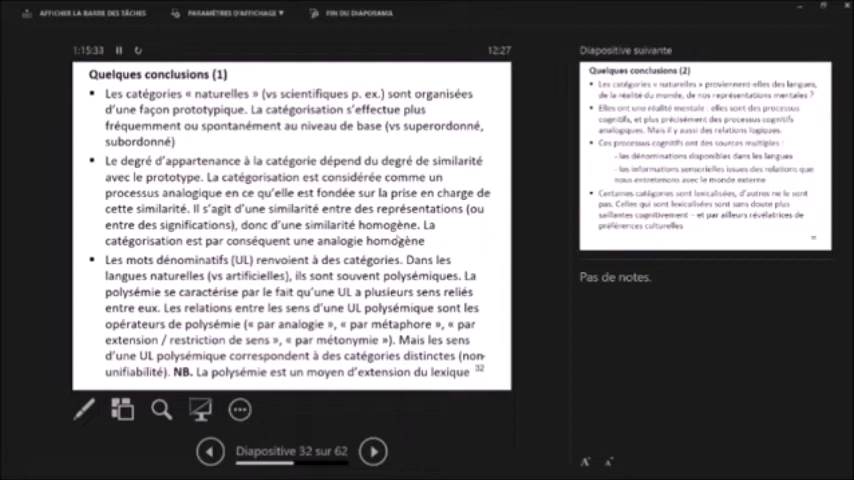 AFFICHER LA BARRE DES TÂCHES
PARAMÈTRES D'AFFICHAGE ▼
FIN DU DIAPORAMA
1:15:33
12:27
Quelques conclusions (1)
Les catégories « naturelles » (vs scientifiques p. ex.) sont organisées
d'une façon prototypique. La catégorisation s'effectue plus
fréquemment ou spontanément au niveau de base (vs superordonné,
subordonné)
Le degré d'appartenance à la catégorie dépend du degré de similarité
avec le prototype. La catégorisation est considérée comme un
processus analogique en ce qu'elle est fondée sur la prise en charge de
cette similarité. Il s'agit d'une similarité entre des représentations (ou
entre des significations), donc d'une similarité homogène. La
catégorisation est par conséquent une analogie homogène
Les mots dénominatifs (UL) renvoient à des catégories. Dans les
langues naturelles (vs artificielles), ils sont souvent polysémiques. La
polysémie se caractérise par le fait qu'une UL a plusieurs sens reliés
entre eux. Les relations entre les sens d'une UL polysémique sont les
opérateurs de polysémie (« par analogie », « par métaphore », « par
extension / restriction de sens », « par métonymie »). Mais les sens
d'une UL polysémique correspondent à des catégories distinctes (non-
unifiabilité). NB. La polysémie est un moyen d'extension du lexique
32
Diapositive 32 sur 62
Diapositive suivante
Quelques conclusions (2)
Les catégories « naturelles » proviennent-elles des langues,
de la réalité du monde, de nos représentations mentales ?
Elles ont une réalité mentale : elles sont des processus
cognitifs, et plus précisément des processus cognitifs
analogiques. Mais il y aussi des relations logiques.
Ces processus cognitifs ont des sources multiples :
- les dénominations disponibles dans les langues
- les informations sensorielles issues des relations que
nous entretenons avec le monde externe
Certaines catégories sont lexicalisées, d'autres ne le sont
pas. Celles qui sont lexicalisées sont sans doute plus
saillantes cognitivement – et par ailleurs révélatrices de
préférences culturelles
Pas de notes.
A A